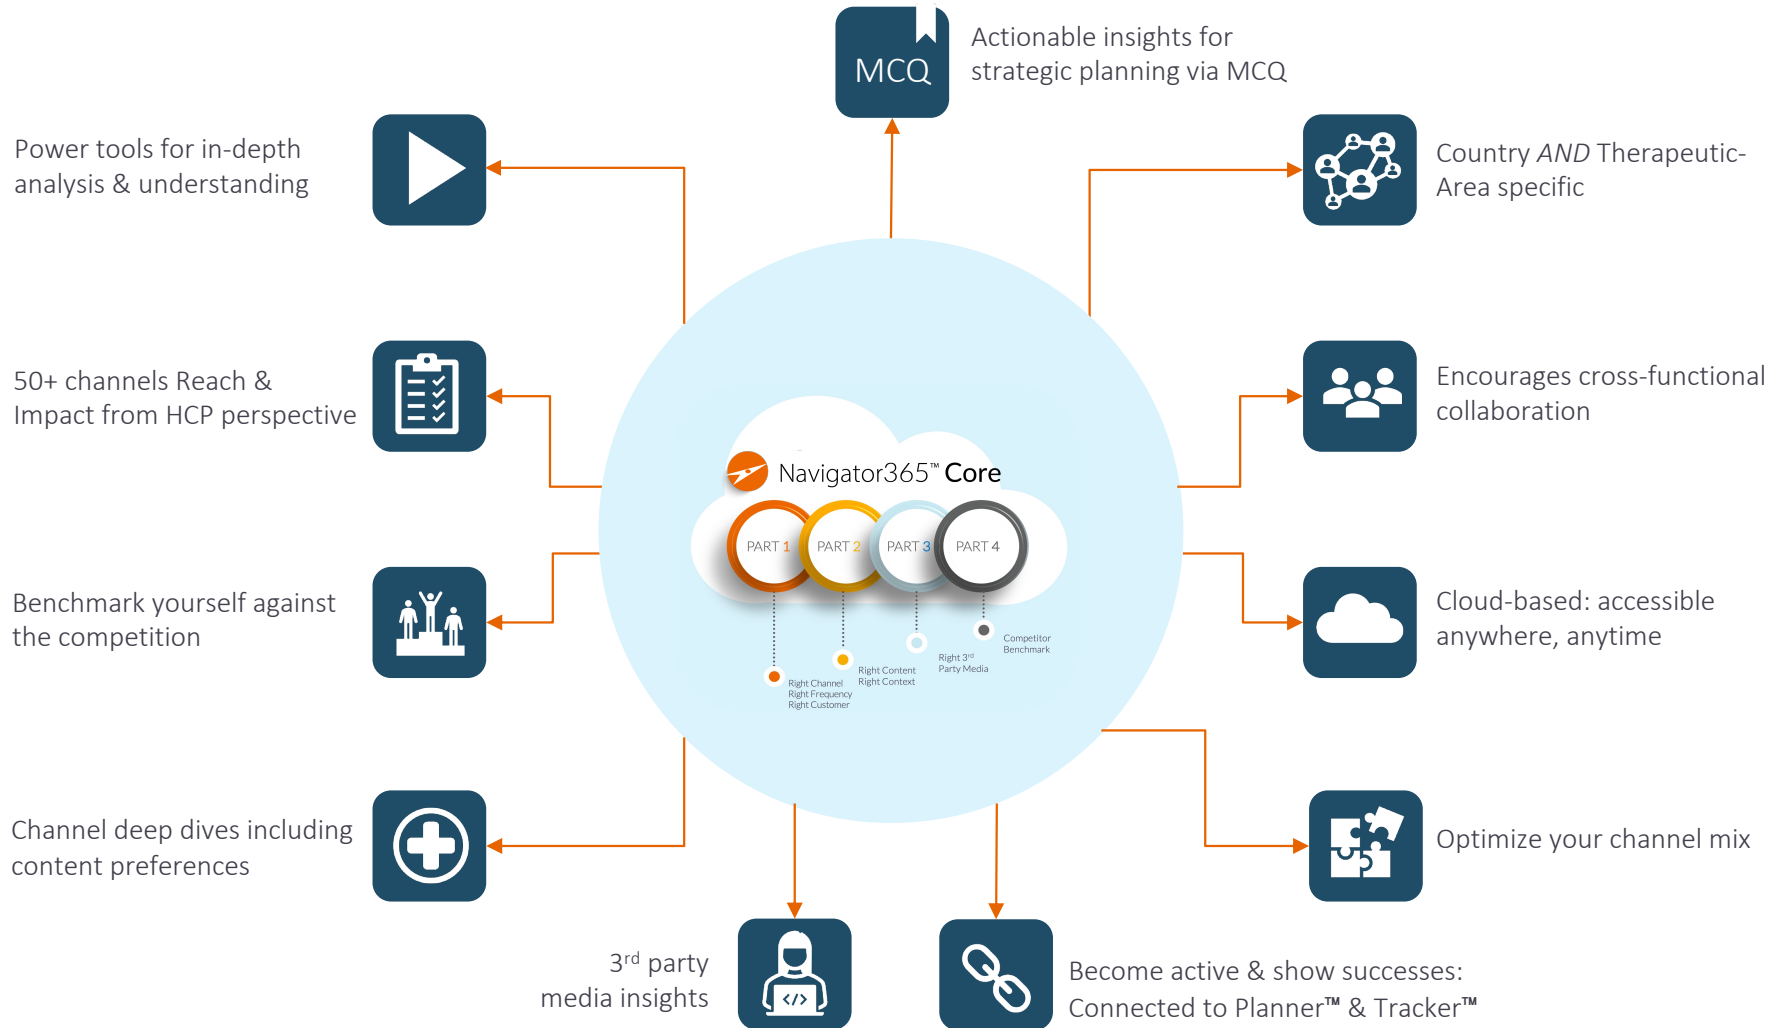 MCQ
Actionable insights for
strategic planning via MCQ
Power tools for in-depth
analysis & understanding
Country AND Therapeutic-
Area specific
50+ channels Reach &
Impact from HCP perspective
Encourages cross-functional
collaboration
Navigator365™ Core
PART 1
PART 2
PART 3
PART 4
Right Channel
Right Frequency
Right Customer
Right Content
Right Context
Right 3rd
Party Media
Competitor
Benchmark
Benchmark yourself against
the competition
Cloud-based: accessible
anywhere, anytime
Channel deep dives including
content preferences
Optimize your channel mix
3rd party
media insights
</>
Become active & show successes:
Connected to Planner™ & Tracker™